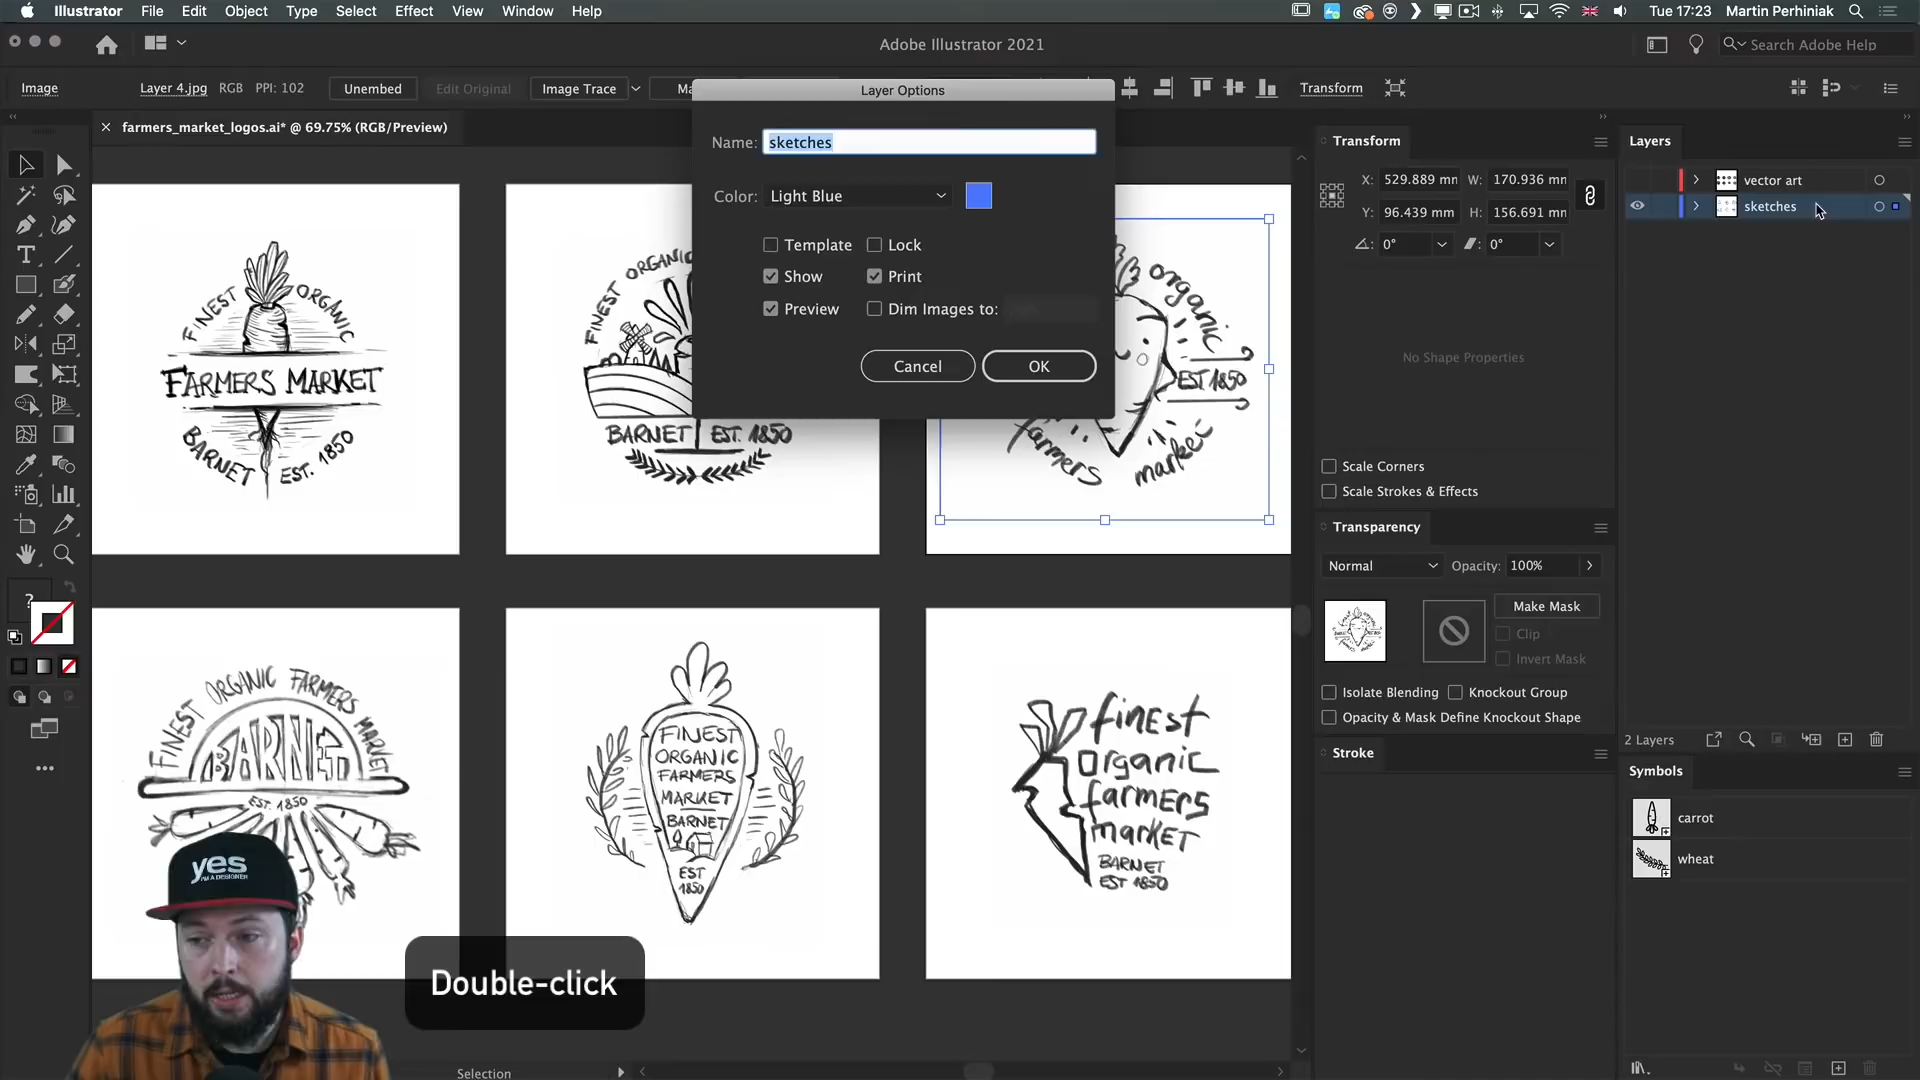 Illustrator File Edit Object Type Select Effect View Window Help
Tue 17:23 Martin Perhiniak
Adobe Illustrator 2021
Search Adobe Help
Image Layer 4.jpg RGB PPI: 102 Unembed Edit Original Image Trace Ma
Transform
farmers_market_logos.ai* @ 69.75% (RGB/Preview)
Layer Options
Name: sketches
Color: Light Blue
Template Lock
Show Print
Preview Dim Images to:
Cancel OK
FINEST ORGANIC
FARMERS MARKET
BARNET EST. 1850
FINEST ORGANIC
BARNET EST. 1850
organic
EST 1850
farmers market
FINEST ORGANIC FARMERS MARKET
BARNET
EST. 1850
FINEST
ORGANIC
FARMERS
MARKET
BARNET
EST
1850
finest
organic
farmers
market
BARNET
EST 1850
yes
I'M A DESIGNER
Double-click
Selection
Transform
X: 529.889 mm W: 170.936 mm
Y: 96.439 mm H: 156.691 mm
0° 0°
No Shape Properties
Scale Corners
Scale Strokes & Effects
Transparency
Normal Opacity: 100%
Make Mask
Clip
Invert Mask
Isolate Blending Knockout Group
Opacity & Mask Define Knockout Shape
Stroke
Layers
vector art
sketches
2 Layers
Symbols
carrot
wheat